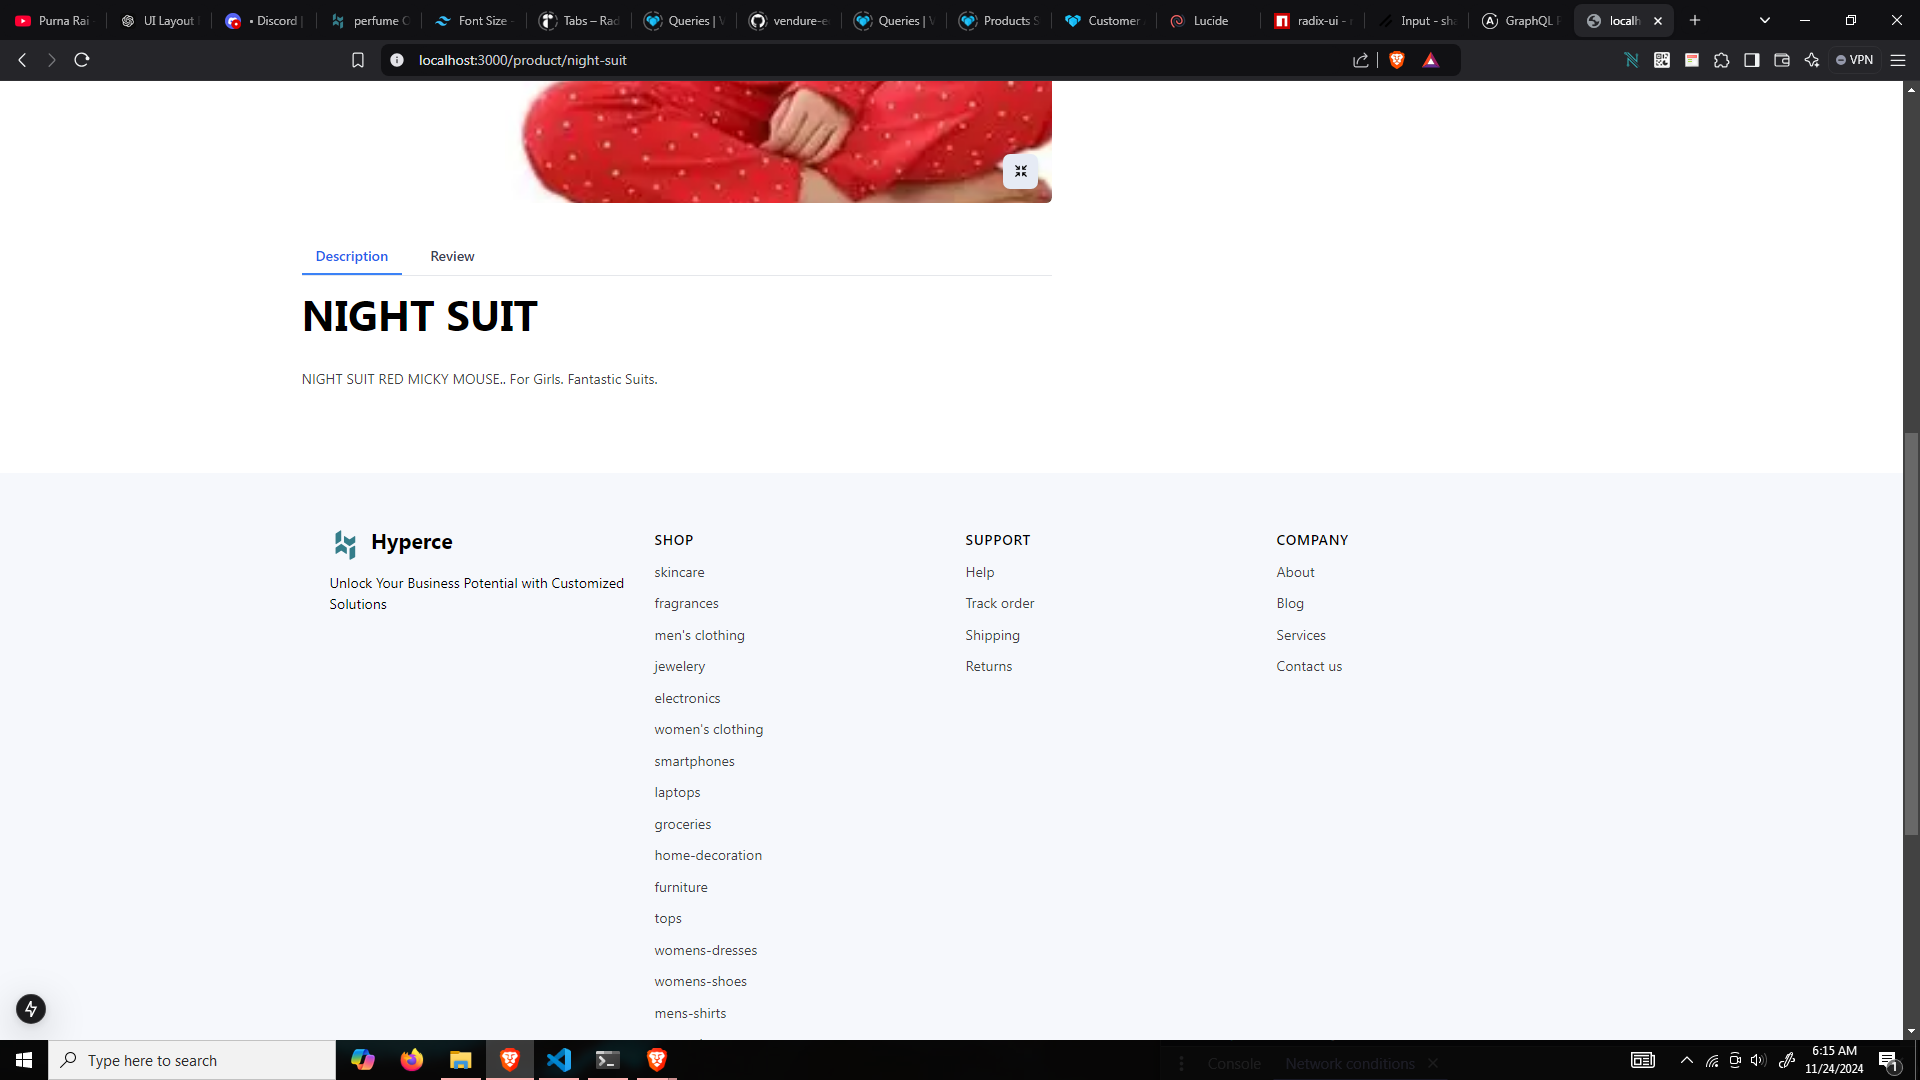 Purna Rai
UI Layout
• Discord |
perfume
Font Size
Tabs – Rad
Queries |
vendure-e
Queries |
Products S
Customer
Lucide
radix-ui -
Input - sh
GraphQL
localh
localhost:3000/product/night-suit
VPN
Description Review
NIGHT SUIT
NIGHT SUIT RED MICKY MOUSE.. For Girls. Fantastic Suits.
Hyperce
Unlock Your Business Potential with Customized
Solutions
SHOP
skincare
fragrances
men's clothing
jewelery
electronics
women's clothing
smartphones
laptops
groceries
home-decoration
furniture
tops
womens-dresses
womens-shoes
mens-shirts
SUPPORT
Help
Track order
Shipping
Returns
COMPANY
About
Blog
Services
Contact us
Type here to search
Console Network conditions
6:15 AM
11/24/2024
1